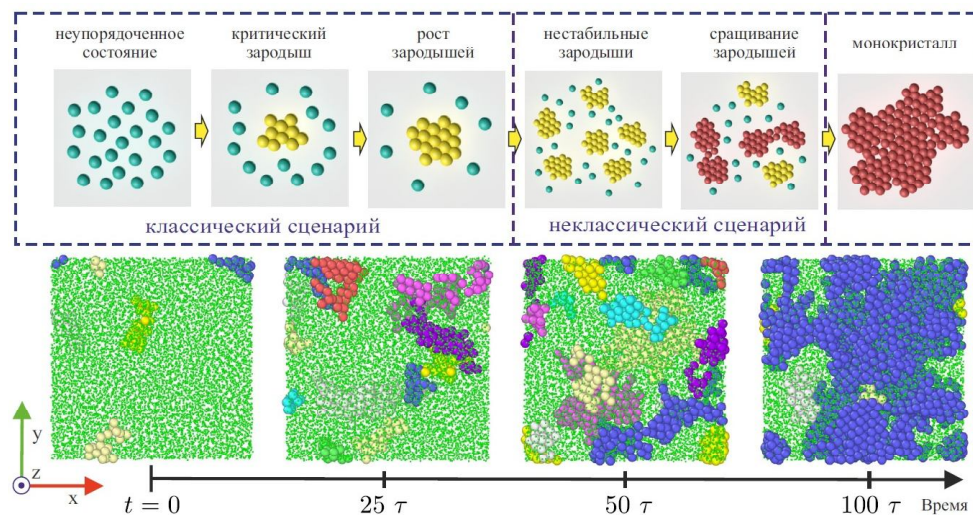 неупорядоченное
состояние
критический
зародыш
рост
зародышей
нестабильные
зародыши
сращивание
зародышей
монокристалл
классический сценарий
неклассический сценарий
y
z
x
t = 0
25 τ
50 τ
100 τ
Время